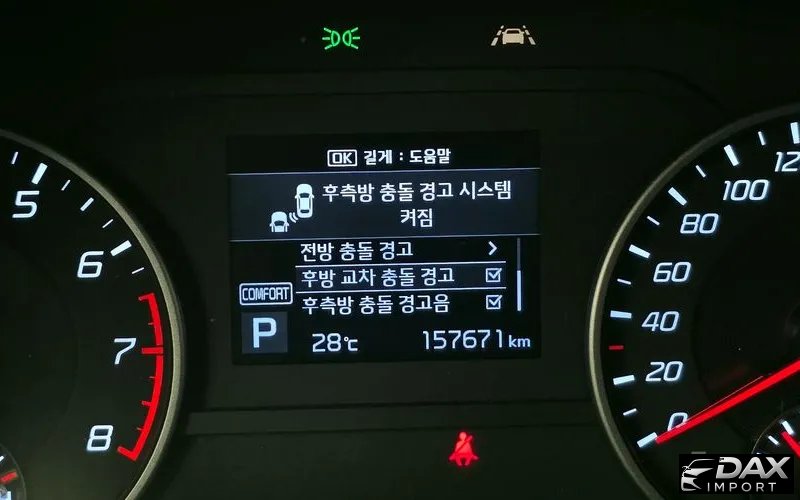 OK 길게 : 도움말
후측방 충돌 경고 시스템
켜짐
전방 충돌 경고
후방 교차 충돌 경고
후측방 충돌 경고음
COMFORT
P
28℃
157671 km
5
6
7
8
0
20
40
60
80
100
12
DAX
IMPORT